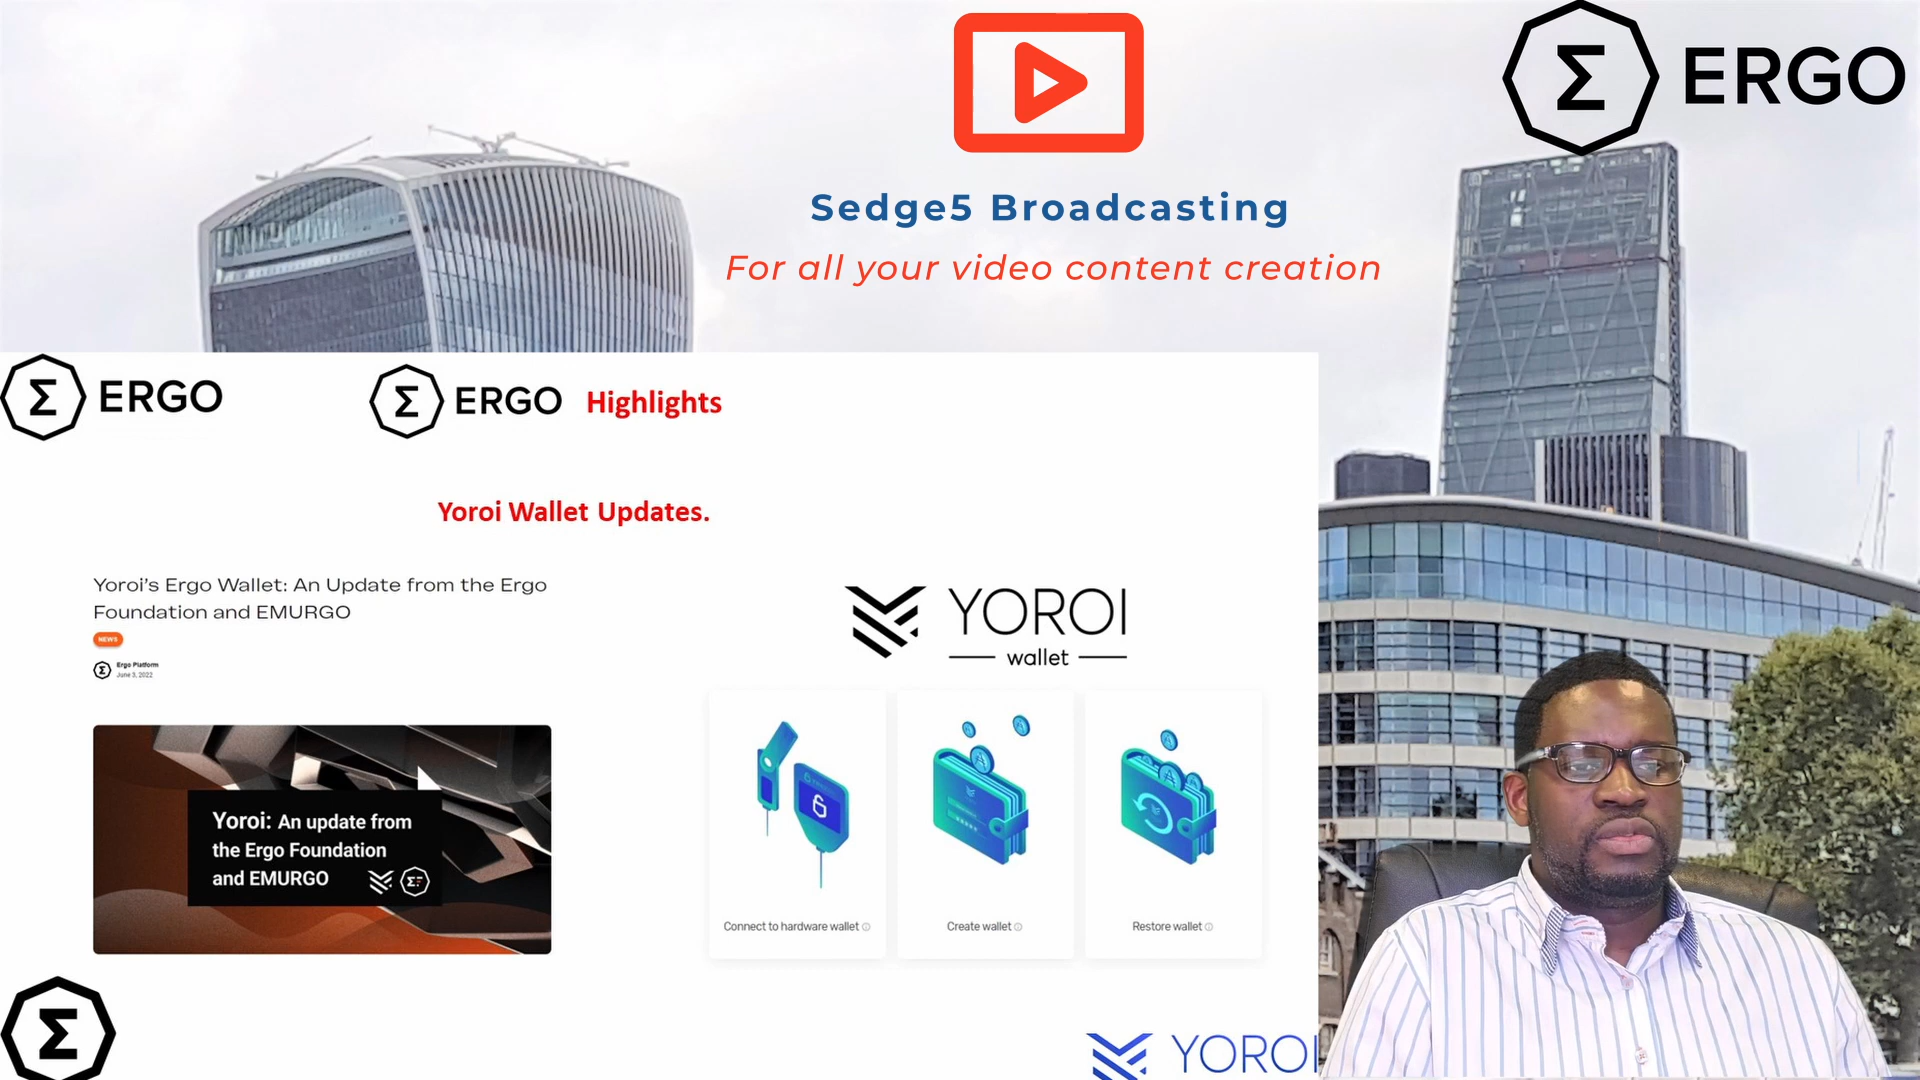 ERGO
Sedge5 Broadcasting
For all your video content creation
ERGO
ERGO Highlights
Yoroi Wallet Updates.
Yoroi's Ergo Wallet: An Update from the Ergo
Foundation and EMURGO
NEWS
Ergo Platform
June 3, 2022
Yoroi: An update from
the Ergo Foundation
and EMURGO
YOROI
wallet
Connect to hardware wallet
Create wallet
Restore wallet
YOROI